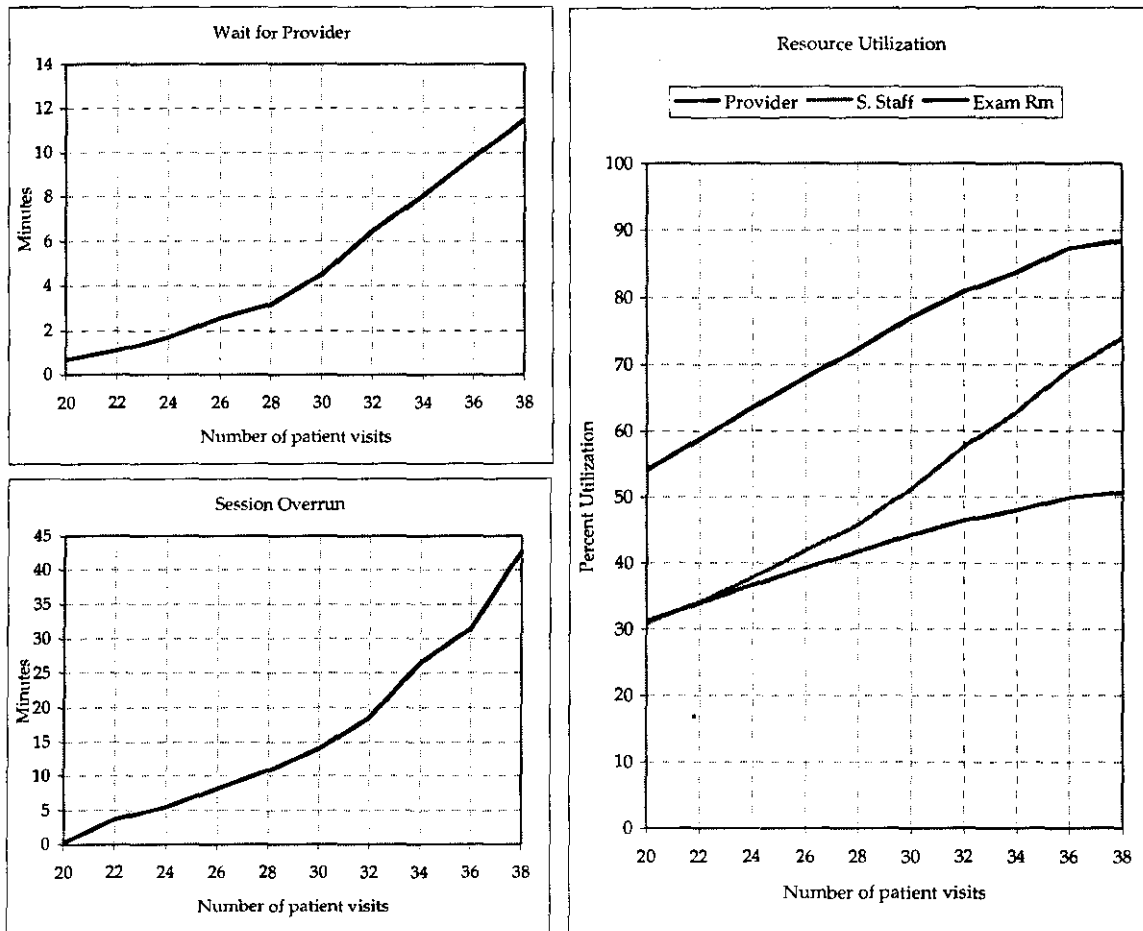 Wait for Provider
14
12
10
8
6
4
2
0
Minutes
20 22 24 26 28 30 32 34 36 38
Number of patient visits
Session Overrun
45
40
35
30
25
20
15
10
5
0
Minutes
20 22 24 26 28 30 32 34 36 38
Number of patient visits
Resource Utilization
Provider S. Staff Exam Rm
100
90
80
70
60
50
40
30
20
10
0
Percent Utilization
20 22 24 26 28 30 32 34 36 38
Number of patient visits